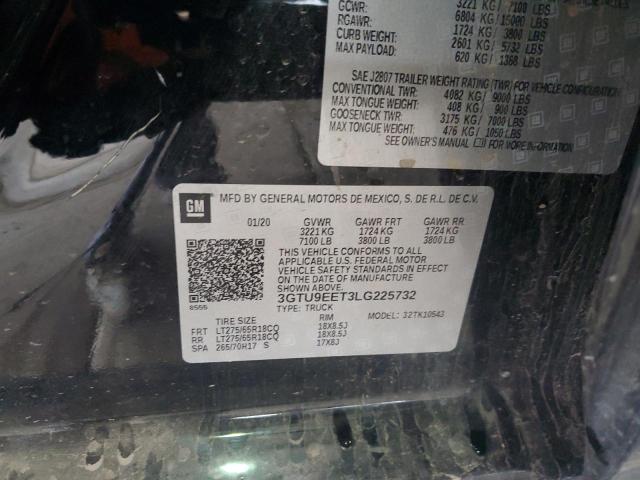 GCWR: 3221 KG / 7100 LBS
RGAWR: 6804 KG / 15000 LBS
CURB WEIGHT: 1724 KG / 3800 LBS
MAX PAYLOAD: 2601 KG / 5732 LBS
620 KG / 1368 LBS
SAE J2807 TRAILER WEIGHT RATING (TWR) FOR VEHICLE CONFIGURATION
CONVENTIONAL TWR: 4082 KG / 9000 LBS
MAX TONGUE WEIGHT: 408 KG / 900 LBS
GOOSENECK TWR: 3175 KG / 7000 LBS
MAX TONGUE WEIGHT: 476 KG / 1050 LBS
SEE OWNER'S MANUAL FOR MORE DETAILS
GM MFD BY GENERAL MOTORS DE MEXICO, S. DE R.L. DE C.V.
01/20 GVWR GAWR FRT GAWR RR
3221 KG 1724 KG 1724 KG
7100 LB 3800 LB 3800 LB
THIS VEHICLE CONFORMS TO ALL
APPLICABLE U.S. FEDERAL MOTOR
VEHICLE SAFETY STANDARDS IN
EFFECT ON THE DATE OF MANUFACTURE
SHOWN ABOVE.
3GTU9EET3LG225732
8555 TYPE: TRUCK
MODEL: 32TK10543
TIRE SIZE RIM
FRT LT275/65R18CQ 18X8.5J
RR LT275/65R18CQ 18X8.5J
SPA 265/70R17 S 17X8J